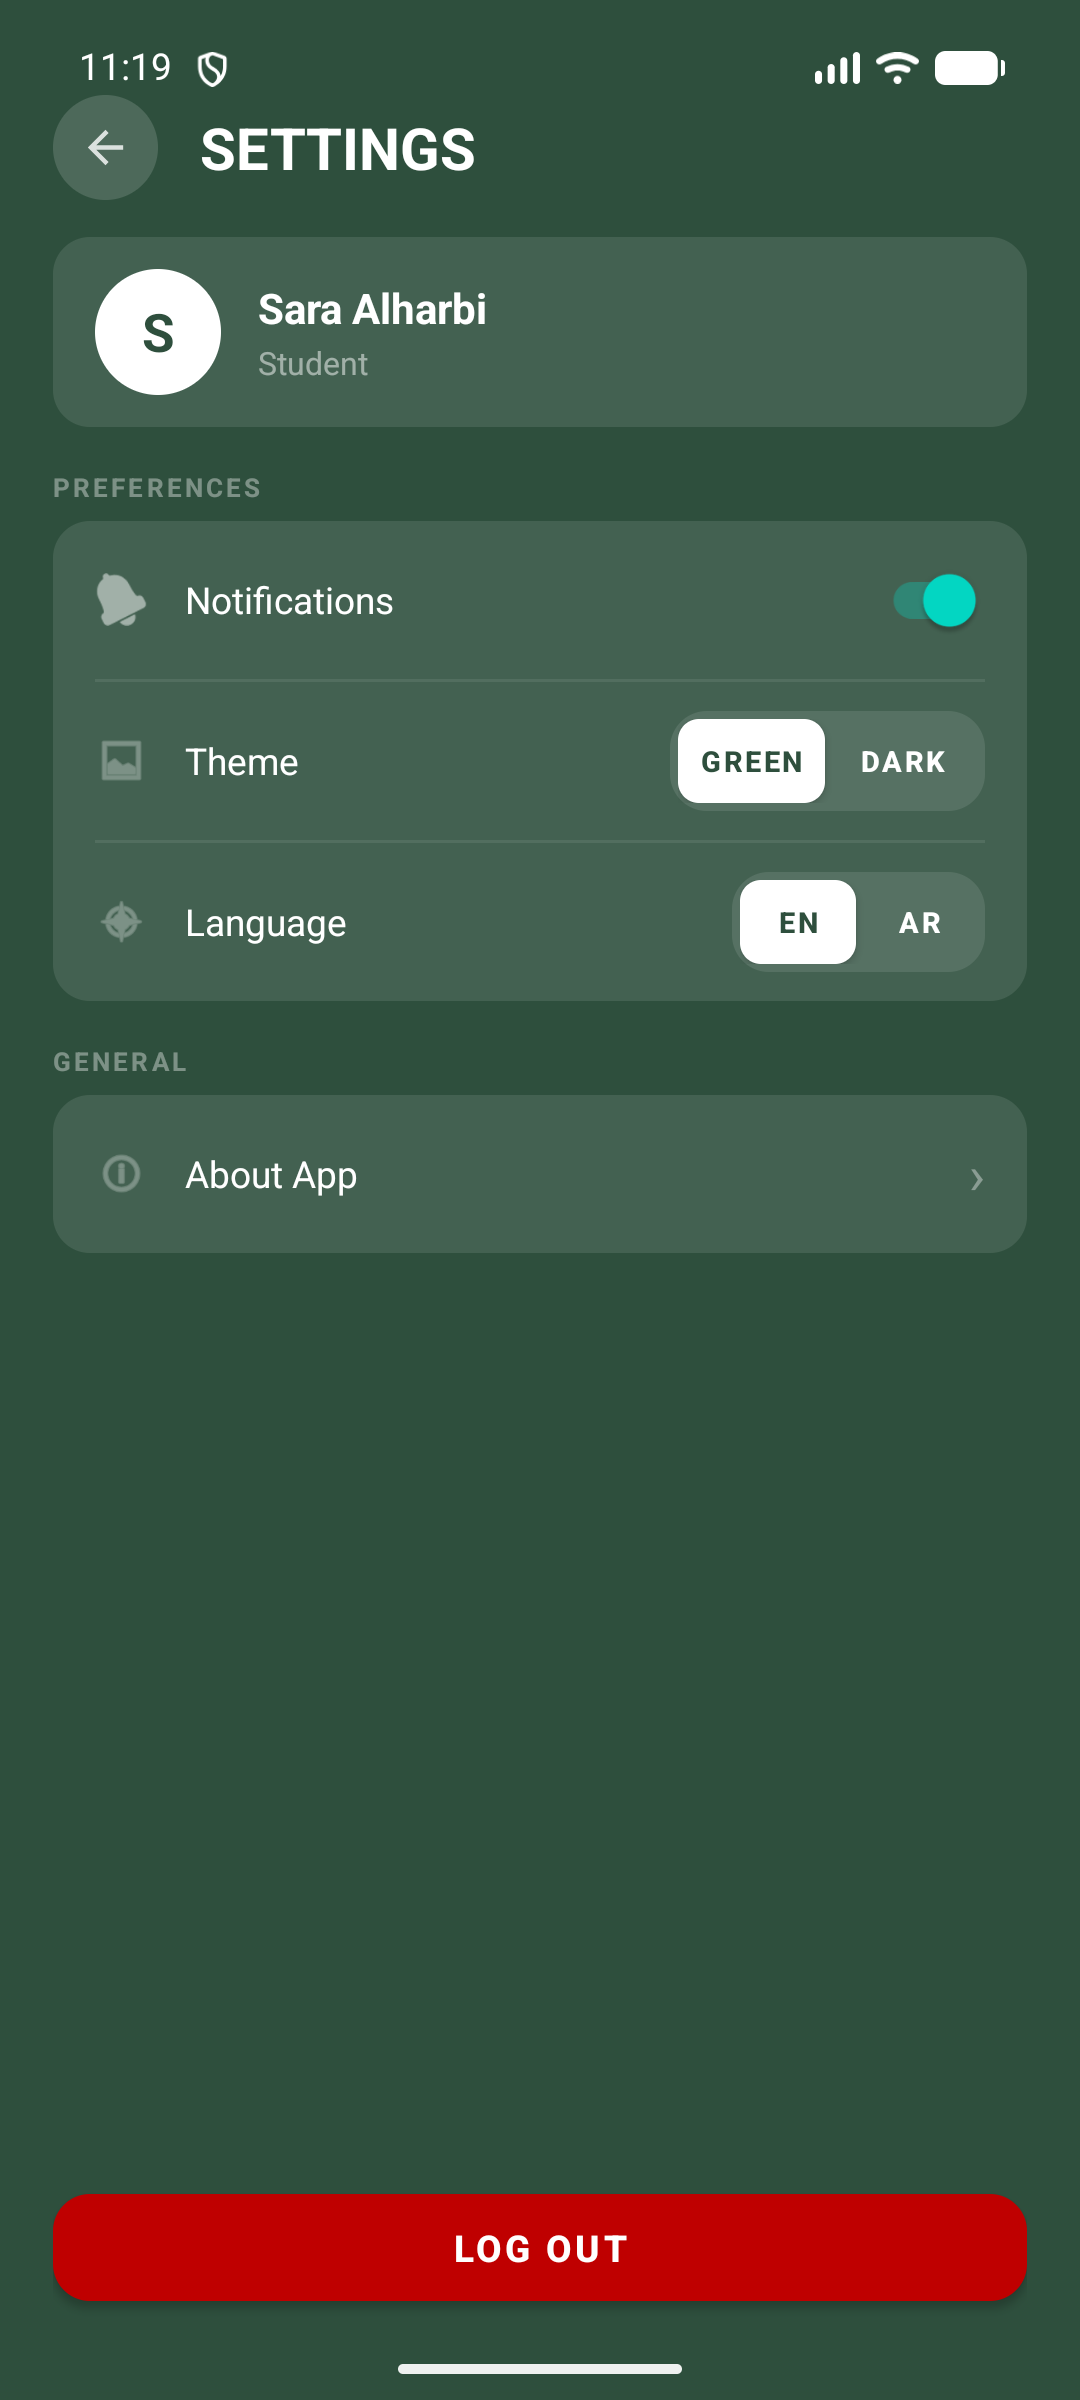 11:19
SETTINGS
S
Sara Alharbi
Student
PREFERENCES
Notifications
Theme
GREEN
DARK
Language
EN
AR
GENERAL
About App
LOG OUT